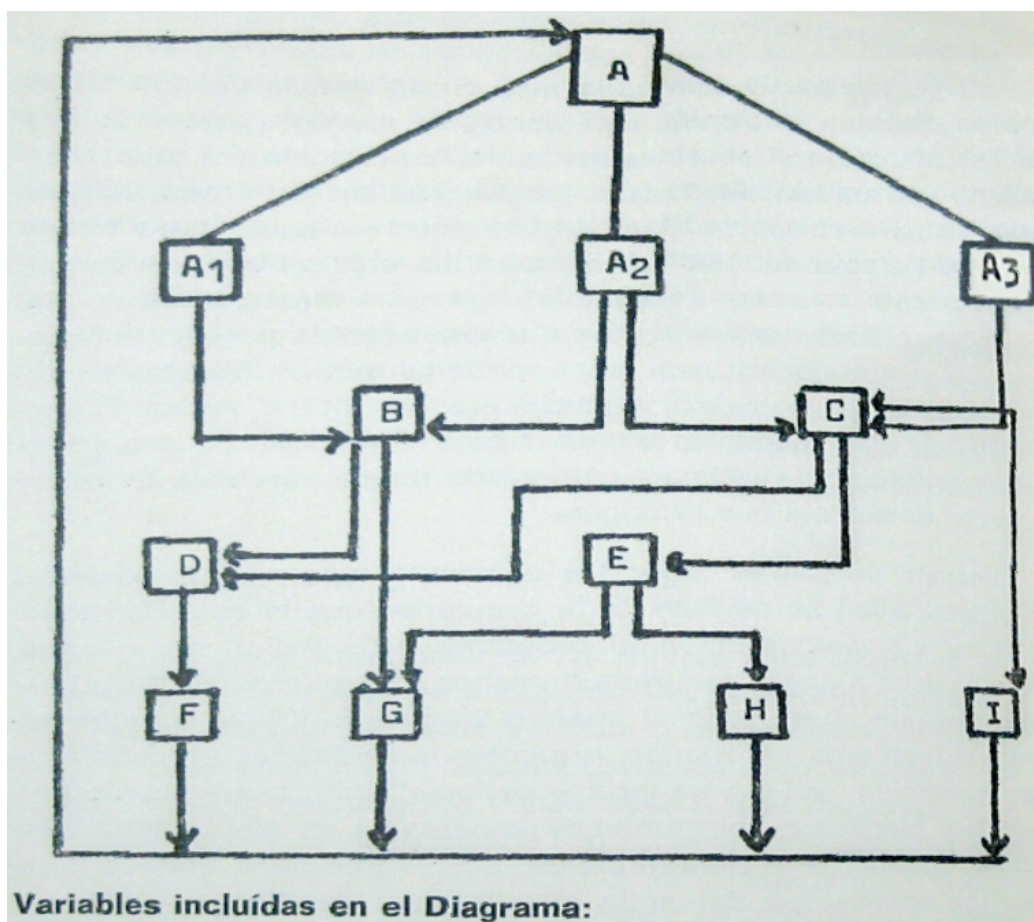 A
A1 A2 A3
B C
D E
F G H I
Variables incluídas en el Diagrama: